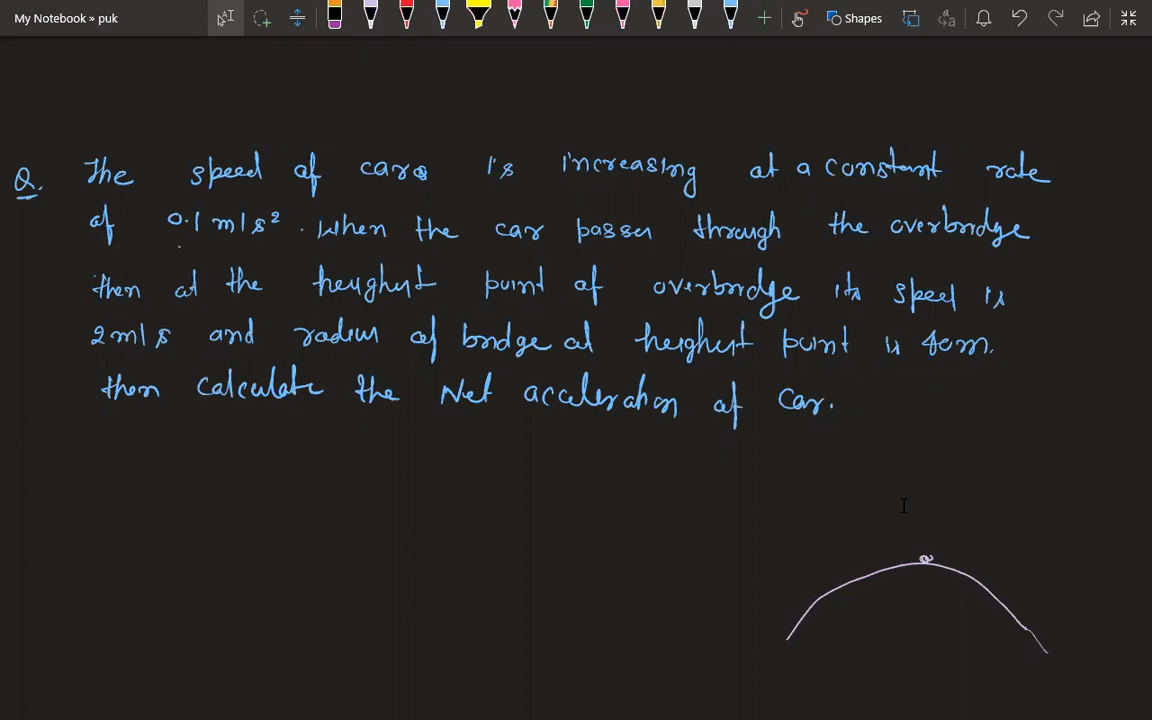 My Notebook » puk
Shapes
Q. The speed of car is increasing at a constant rate
of 0.1 m/s². When the car passes through the overbridge
then at the heighest point of overbridge its speed is
2m/s and radius of bridge at heighest point is 40m.
then calculate the Net acceleration of Car.